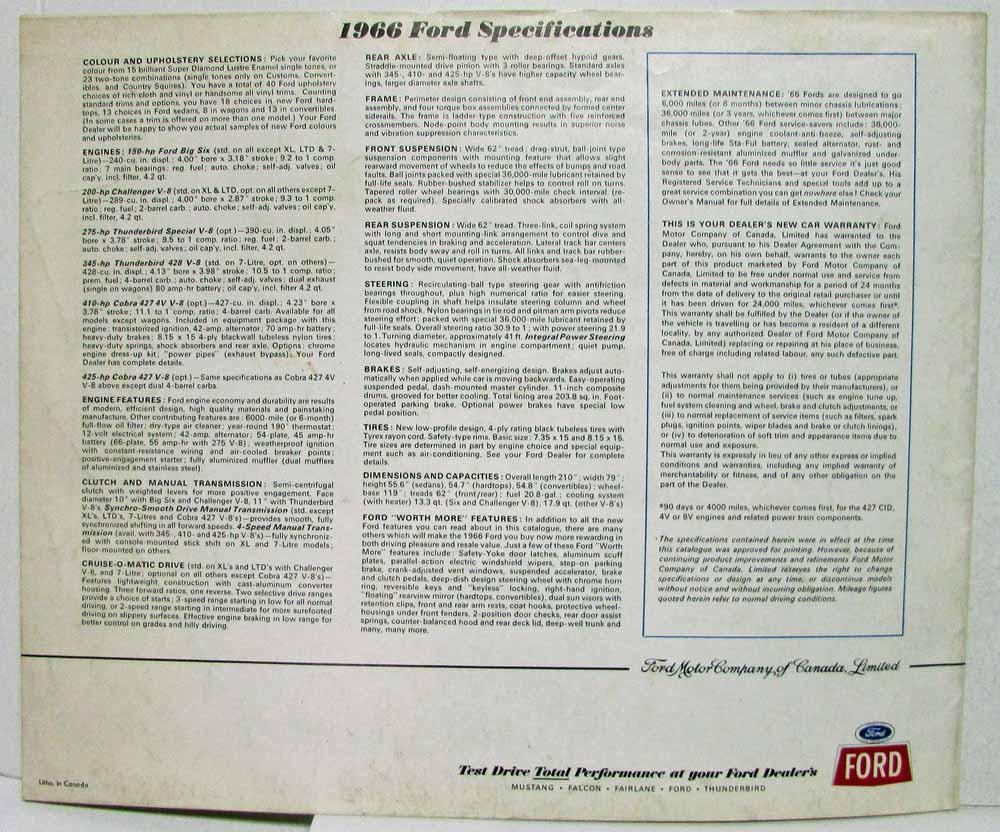 1966 Ford Specifications
COLOUR AND UPHOLSTERY SELECTIONS: Pick your favorite
colour from 15 brilliant Super Diamond Lustre Enamel single tones, or
23 two-tone combinations (single tones only on Customs, Convert-
ibles, and Country Squires). You have a total of 40 Ford upholstery
choices of rich cloth and vinyl or handsome all vinyl trims. Counting
standard trims and options, you have 18 choices in new Ford hard-
tops, 13 choices in Ford sedans, 8 in wagons and 13 in convertibles.
(In some cases a trim is offered on more than one model.) Your Ford
Dealer will be happy to show you actual samples of new Ford colours
and upholsteries.
ENGINES: 150-hp Ford Big Six (std. on all except XL, LTD & 7-
Litre)—240-cu. in. displ.; 4.00" bore x 3.18" stroke; 9.2 to 1 comp.
ratio; 7 main bearings; reg. fuel; auto. choke; self-adj. valves; oil
cap'y, incl. filter, 4.2 qt.
200-hp Challenger V-8 (std. on XL & LTD, opt. on all others except 7-
Litre)—289-cu. in. displ.; 4.00" bore x 2.87" stroke; 9.3 to 1 comp.
ratio; reg. fuel; 2-barrel carb.; auto. choke; self-adj. valves; oil cap'y,
incl. filter, 4.2 qt.
275-hp Thunderbird Special V-8 (opt.)—390-cu. in. displ.; 4.05"
bore x 3.78" stroke; 9.5 to 1 comp. ratio; reg. fuel; 2-barrel carb.;
auto. choke; self-adj. valves; oil cap'y, incl. filter, 4.2 qt.
345-hp Thunderbird 428 V-8 (std. on 7-Litre, opt. on others)—
428-cu. in. displ.; 4.13" bore x 3.98" stroke; 10.5 to 1 comp. ratio;
prem. fuel; 4-barrel carb.; auto. choke; self-adj. valves; dual exhaust
(single on wagons) 80 amp-hr battery; oil cap'y, incl. filter 4.2 qt.
410-hp Cobra 427 4V V-8 (opt.)—427-cu. in. displ.; 4.23" bore x
3.78" stroke; 11.1 to 1 comp. ratio; 4-barrel carb. Available for all
models except wagons. Included in equipment package with this
engine: transistorized ignition, 42-amp. alternator; 70 amp-hr battery;
heavy-duty brakes; 8.15 x 15 4-ply blackwall tubeless nylon tires;
heavy-duty springs, shock absorbers and rear axle. Options: chrome
engine dress-up kit; "power pipes" (exhaust bypass). Your Ford
Dealer has complete details.
425-hp Cobra 427 V-8 (opt.)—Same specifications as Cobra 427 4V
V-8 above except dual 4-barrel carbs.
ENGINE FEATURES: Ford engine economy and durability are results
of modern, efficient design, high quality materials and painstaking
manufacture. Other contributing features are: 6000-mile (or 6-month)
full-flow oil filter; dry-type air cleaner; year-round 190° thermostat;
12-volt electrical system; 42-amp. alternator; 54-plate, 45 amp-hr
battery (66-plate, 55 amp-hr with 275 V-8); weatherproof ignition
with constant-resistance wiring and air-cooled breaker points;
positive-engagement starter; fully aluminized muffler (dual mufflers
of aluminized and stainless steel).
CLUTCH AND MANUAL TRANSMISSION: Semi-centrifugal
clutch with weighted levers for more positive engagement. Face
diameter 10" with Big Six and Challenger V-8, 11" with Thunderbird
V-8's. Synchro-Smooth Drive Manual Transmission (std. except
XL's, LTD's, 7-Litres and Cobra 427 V-8's)—provides smooth, fully
synchronized shifting in all forward speeds. 4-Speed Manual Trans-
mission (avail. with 345-, 410- and 425-hp V-8's)—fully synchroniz-
ed with console-mounted stick shift on XL and 7-Litre models;
floor-mounted on others.
CRUISE-O-MATIC DRIVE (std. on XL's and LTD's with Challenger
V-8, and 7-Litre; optional on all others except Cobra 427 V-8's)—
Features lightweight construction with cast-aluminum converter
housing. Three forward ratios, one reverse. Two selective drive ranges
provide a choice of starts; 3-speed range starting in low for all normal
driving, or 2-speed range starting in intermediate for more surefooted
driving on slippery surfaces. Effective engine braking in low range for
better control on grades and hilly driving.
REAR AXLE: Semi-floating type with deep-offset hypoid gears.
Straddle-mounted drive pinion with 3 roller bearings. Standard axles
with 345-, 410- and 425-hp V-8's have higher capacity wheel bear-
ings, larger diameter axle shafts.
FRAME: Perimeter design consisting of front end assembly, rear end
assembly, and four torque box assemblies connected by formed center
siderails. The frame is ladder-type construction with five reinforced
crossmembers. Node-point body mounting results in superior noise
and vibration suppression characteristics.
FRONT SUSPENSION: Wide 62" tread; drag-strut, ball-joint type
suspension components with mounting feature that allows slight
rearward movement of wheels to reduce the effects of bumps and road
faults. Ball joints packed with special 36,000-mile lubricant retained by
full-life seals. Rubber-bushed stabilizer helps to control roll on turns.
Tapered roller wheel bearings with 30,000-mile check interval (re-
pack as required). Specially calibrated shock absorbers with all-
weather fluid.
REAR SUSPENSION: Wide 62" tread. Three-link, coil spring system
with long and short mounting-link arrangement to control dive and
squat tendencies in braking and acceleration. Lateral track bar centers
axle, resists body sway and roll in turns. All links and track bar rubber-
bushed for smooth, quiet operation. Shock absorbers sea-leg-mounted
to resist body side movement, have all-weather fluid.
STEERING: Recirculating-ball type steering gear with antifriction
bearings throughout, plus high numerical ratio for easier steering.
Flexible coupling in shaft helps insulate steering column and wheel
from road shock. Nylon bearings in tie rod and pitman arm pivots reduce
steering effort; packed with special 36,000-mile lubricant retained by
full-life seals. Overall steering ratio 30.9 to 1; with power steering 21.9
to 1. Turning diameter, approximately 41 ft. Integral Power Steering
locates hydraulic mechanism in engine compartment; quiet pump,
long-lived seals, compactly designed.
BRAKES: Self-adjusting, self-energizing design. Brakes adjust auto-
matically when applied while car is moving backwards. Easy-operating
suspended pedal, dash-mounted master cylinder. 11-inch composite
drums, grooved for better cooling. Total lining area 203.8 sq. in. Foot-
operated parking brake. Optional power brakes have special low
pedal position.
TIRES: New low-profile design, 4-ply rating black tubeless tires with
Tyrex rayon cord. Safety-type rims. Basic size: 7.35 x 15 and 8.15 x 15.
Tire sizes are determined in part by engine choice and special equip-
ment such as air-conditioning. See your Ford Dealer for complete
details.
DIMENSIONS AND CAPACITIES: Overall length 210"; width 79";
height 55.6" (sedans), 54.7" (hardtops), 54.8" (convertibles); wheel-
base 119"; treads 62" (front/rear); fuel 20.8-gal.; cooling system
(with heater) 13.3 qt. (Six and Challenger V-8), 17.9 qt. (other V-8's)
FORD "WORTH MORE" FEATURES: In addition to all the new
Ford features you can read about in this catalogue, there are many
others which will make the 1966 Ford you buy now more rewarding in
both driving pleasure and resale value. Just a few of these Ford "Worth
More" features include: Safety-Yoke door latches, aluminum scuff
plates, parallel-action electric windshield wipers, step-on parking
brake, crank-adjusted vent windows, suspended accelerator, brake
and clutch pedals, deep-dish design steering wheel with chrome horn
ring, reversible keys and "keyless" locking, right-hand ignition,
"floating" rearview mirror (hardtops, convertibles), dual sun visors with
retention clips, front and rear arm rests, coat hooks, protective wheel-
housings under front fenders, 2-position door checks, rear door assist
springs, counter-balanced hood and rear deck lid, deep-well trunk and
many, many more.
EXTENDED MAINTENANCE: '66 Fords are designed to go
6,000 miles (or 6 months) between minor chassis lubrications;
36,000 miles (or 3 years, whichever comes first) between major
chassis lubes. Other '66 Ford service-savers include: 36,000-
mile (or 2-year) engine coolant-anti-freeze, self-adjusting
brakes, long-life Sta-Ful battery, sealed alternator, rust- and
corrosion-resistant aluminized muffler and galvanized under-
body parts. The '66 Ford needs so little service it's just good
sense to see that it gets the best—at your Ford Dealer's. His
Registered Service Technicians and special tools add up to a
great service combination you can get nowhere else! Check your
Owner's Manual for full details of Extended Maintenance.
THIS IS YOUR DEALER'S NEW CAR WARRANTY: Ford
Motor Company of Canada, Limited has warranted to the
Dealer who, pursuant to his Dealer Agreement with the Com-
pany, hereby, on his own behalf, warrants to the owner each
part of this product marketed by Ford Motor Company of
Canada, Limited to be free under normal use and service from
defects in material and workmanship for a period of 24 months
from the date of delivery to the original retail purchaser or until
it has been driven for 24,000 miles, whichever comes first*.
This warranty shall be fulfilled by the Dealer (or if the owner of
the vehicle is travelling or has become a resident of a different
locality, by any authorized Dealer of Ford Motor Company of
Canada, Limited) replacing or repairing at his place of business,
free of charge including related labour, any such defective part.
This warranty shall not apply to (i) tires or tubes (appropriate
adjustments for them being provided by their manufacturers), or
(ii) to normal maintenance services (such as engine tune up,
fuel system cleaning and wheel, brake and clutch adjustments, or
(iii) to normal replacement of service items (such as filters, spark
plugs, ignition points, wiper blades and brake or clutch linings),
or (iv) to deterioration of soft trim and appearance items due to
normal use and exposure.
This warranty is expressly in lieu of any other express or implied
conditions and warranties, including any implied warranty of
merchantability or fitness, and of any other obligation on the
part of the Dealer.
*90 days or 4000 miles, whichever comes first, for the 427 CID,
4V or 8V engines and related power train components.
The specifications contained herein were in effect at the time
this catalogue was approved for printing. However, because of
continuing product improvements and refinements Ford Motor
Company of Canada, Limited reserves the right to change
specifications or design at any time, or discontinue models
without notice and without incurring obligation. Mileage figures
quoted herein refer to normal driving conditions.
Ford Motor Company, of Canada, Limited
Ford
FORD
Test Drive Total Performance at your Ford Dealer's
MUSTANG • FALCON • FAIRLANE • FORD • THUNDERBIRD
Litho. in Canada